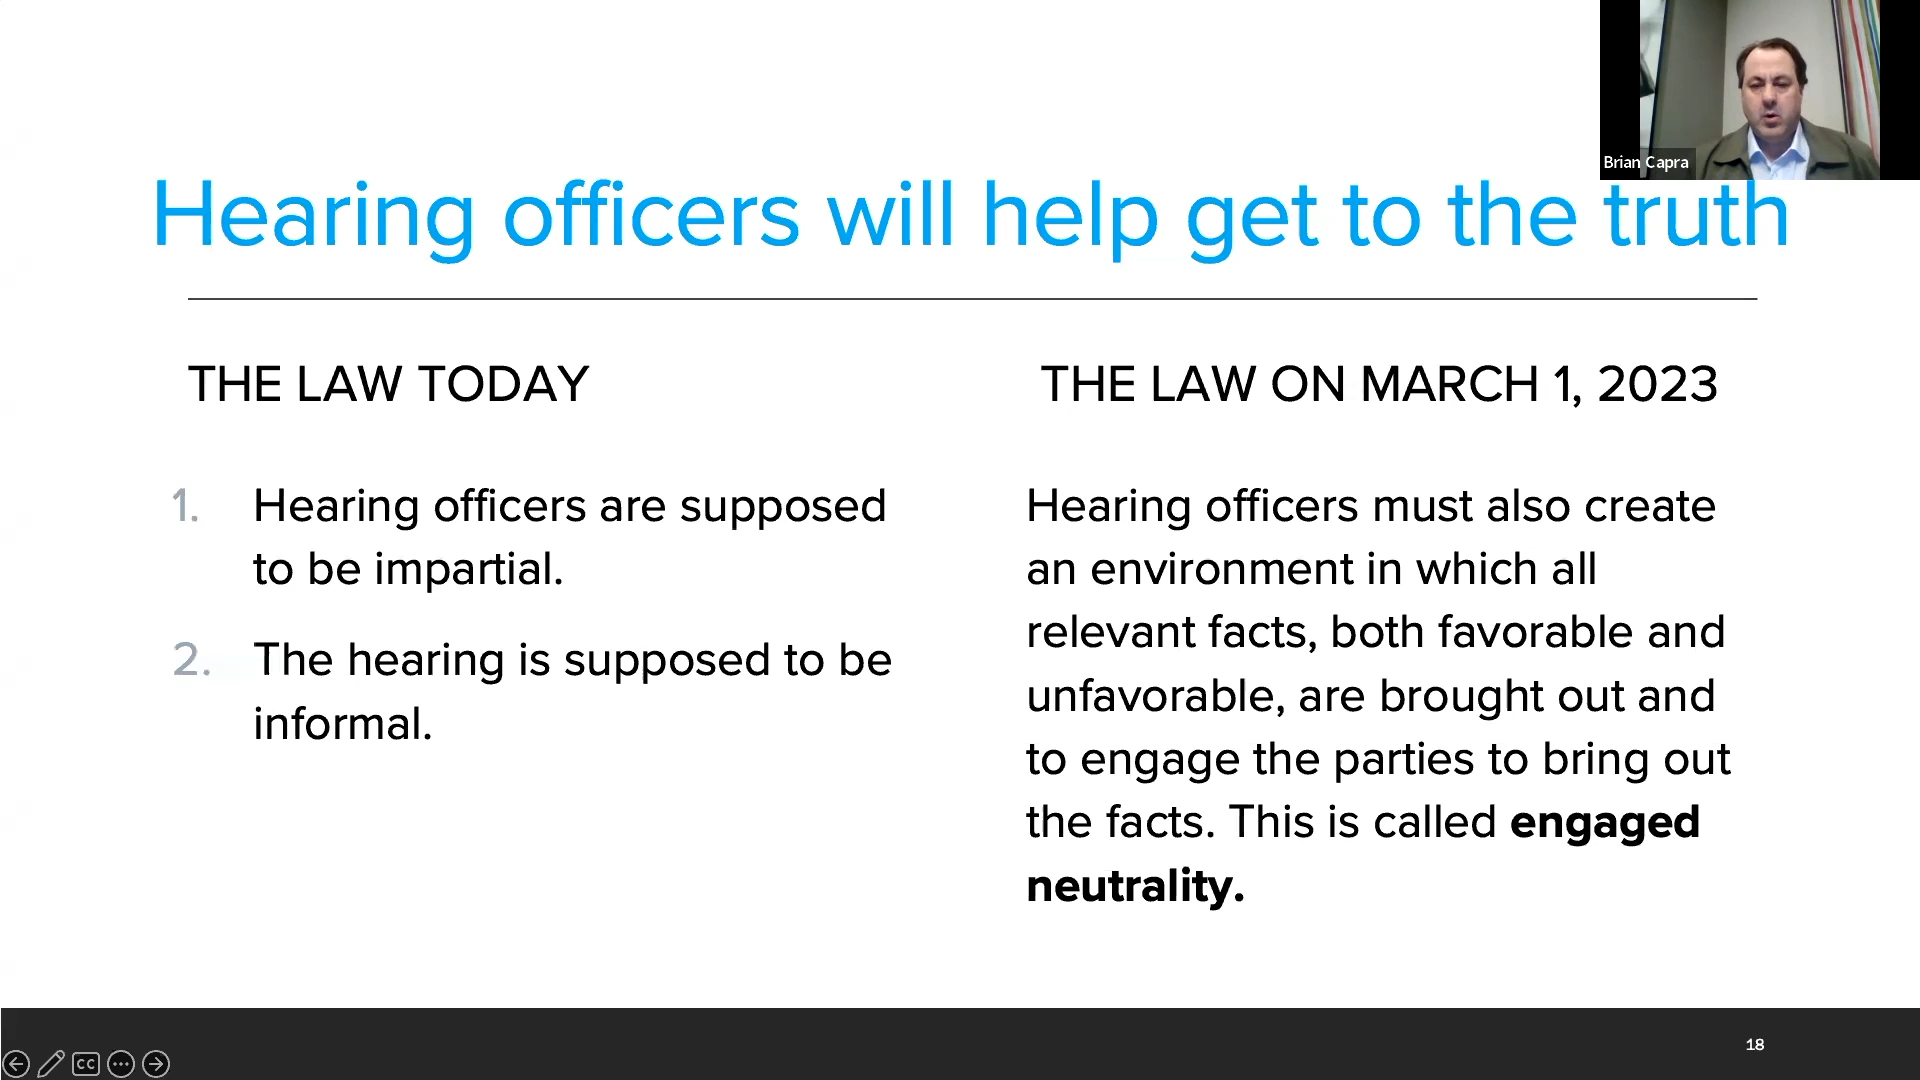 Brian Capra
Hearing officers will help get to the truth
THE LAW TODAY
1. Hearing officers are supposed
to be impartial.
2. The hearing is supposed to be
informal.
THE LAW ON MARCH 1, 2023
Hearing officers must also create
an environment in which all
relevant facts, both favorable and
unfavorable, are brought out and
to engage the parties to bring out
the facts. This is called engaged
neutrality.
CC
18